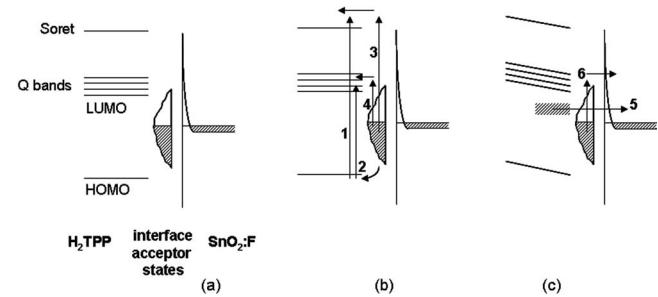 Soret
Q bands
LUMO
HOMO
H2TPP
interface
acceptor
states
SnO2:F
(a)
1
2
3
4
(b)
6
5
(c)